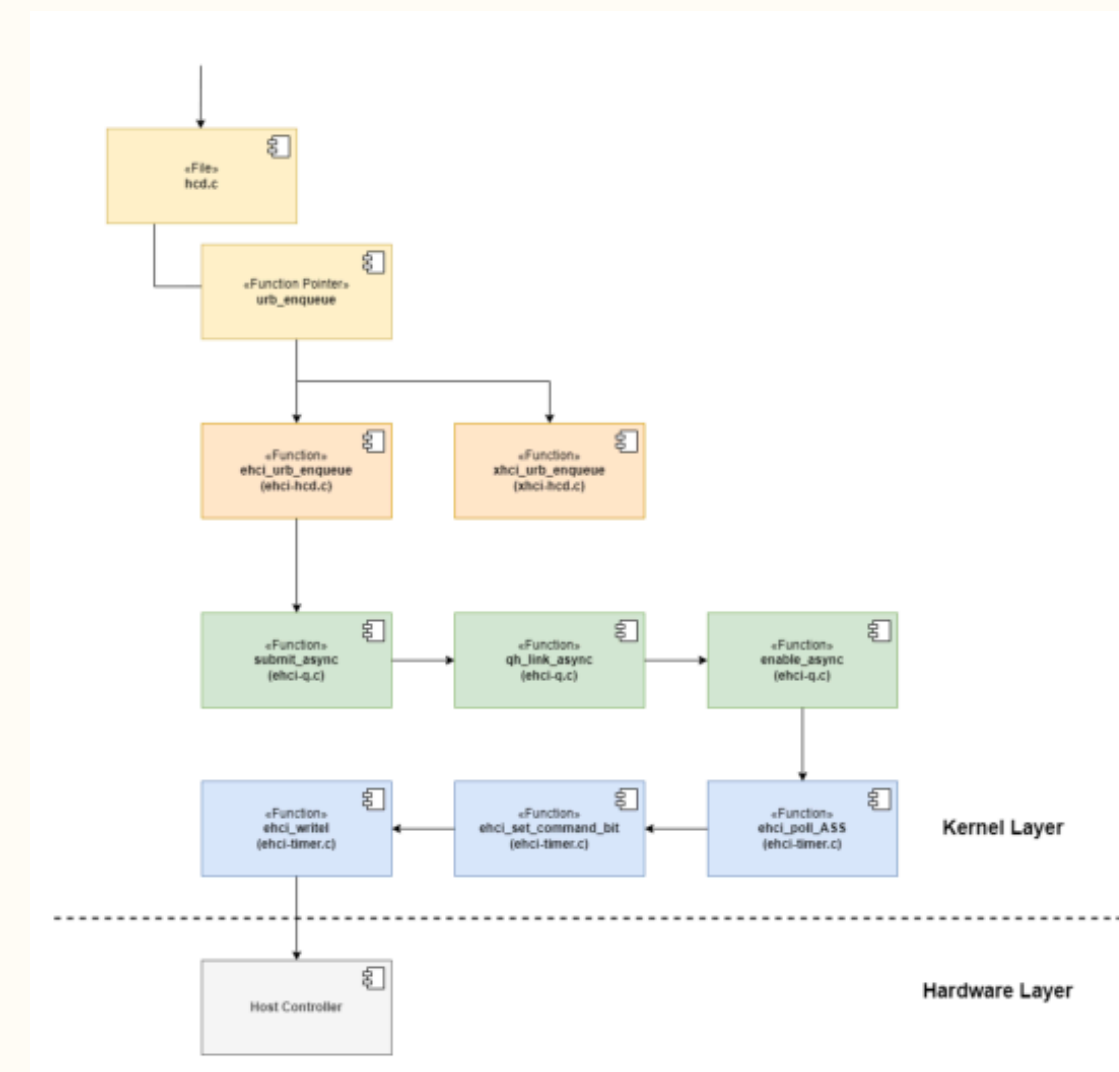 «File»
hcd.c
«Function Pointer»
urb_enqueue
«Function»
ehci_urb_enqueue
(ehci-hcd.c)
«Function»
xhci_urb_enqueue
(xhci-hcd.c)
«Function»
submit_async
(ehci-q.c)
«Function»
qh_link_async
(ehci-q.c)
«Function»
enable_async
(ehci-q.c)
«Function»
ehci_writel
(ehci-timer.c)
«Function»
ehci_set_command_bit
(ehci-timer.c)
«Function»
ehci_poll_ASS
(ehci-timer.c)
Kernel Layer
Host Controller
Hardware Layer